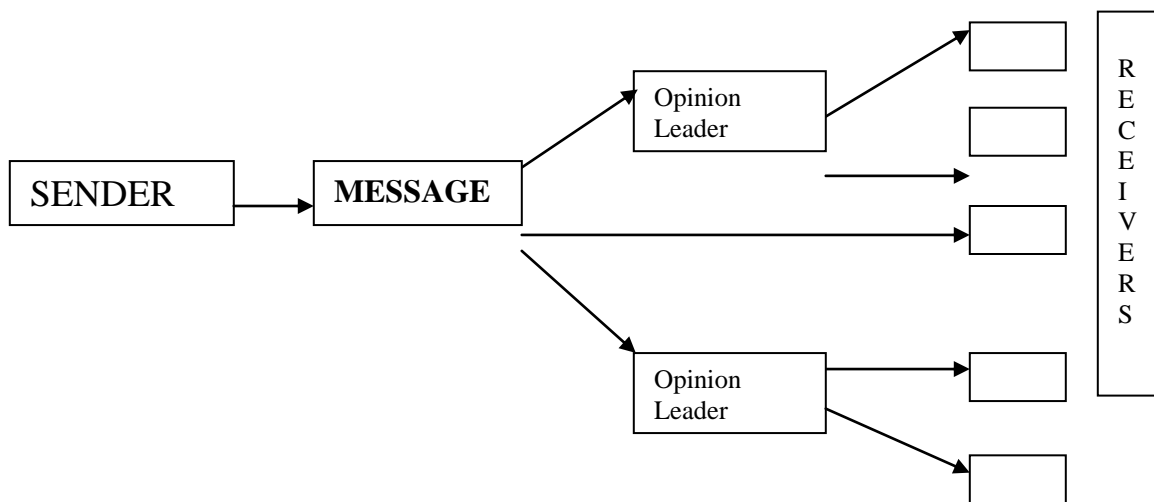 SENDER
MESSAGE
Opinion
Leader
Opinion
Leader
R
E
C
E
I
V
E
R
S